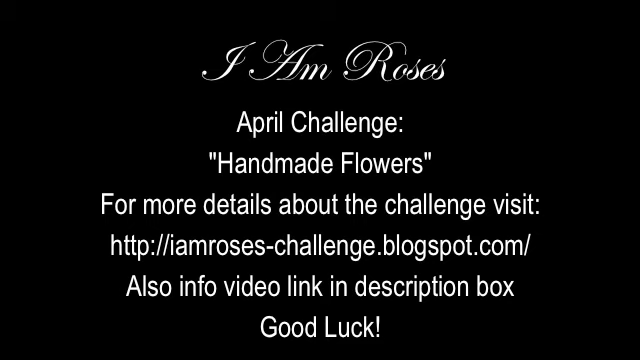 I Am Roses
April Challenge:
"Handmade Flowers"
For more details about the challenge visit:
http://iamroses-challenge.blogspot.com/
Also info video link in description box
Good Luck!